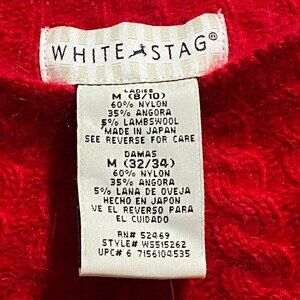 WHITE STAG®
LADIES
M (8/10)
60% NYLON
35% ANGORA
5% LAMBSWOOL
MADE IN JAPAN
SEE REVERSE FOR CARE
DAMAS
M (32/34)
60% NYLON
35% ANGORA
5% LANA DE OVEJA
HECHO EN JAPON
VE EL REVERSO PARA
EL CUIDADO
RN# 52469
STYLE# WS515262
UPC# 6 7156104535